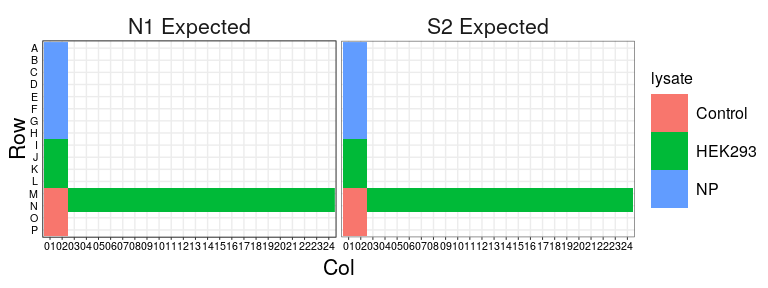 N1 Expected
S2 Expected
A
B
C
D
E
F
G
H
I
J
K
L
M
N
O
P
Row
010203040506070809101112131415161718192021222324
010203040506070809101112131415161718192021222324
Col
lysate
Control
HEK293
NP